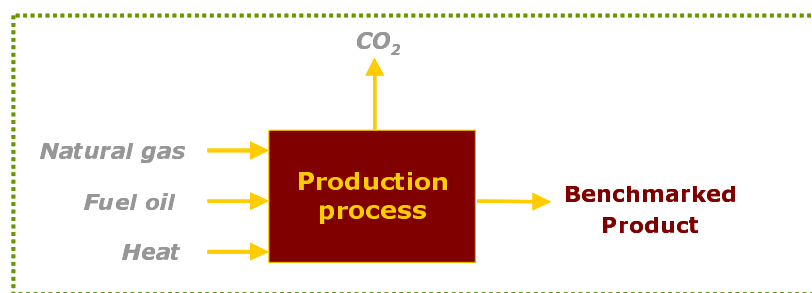 CO₂
Natural gas
Fuel oil
Heat
Production
process
Benchmarked
Product